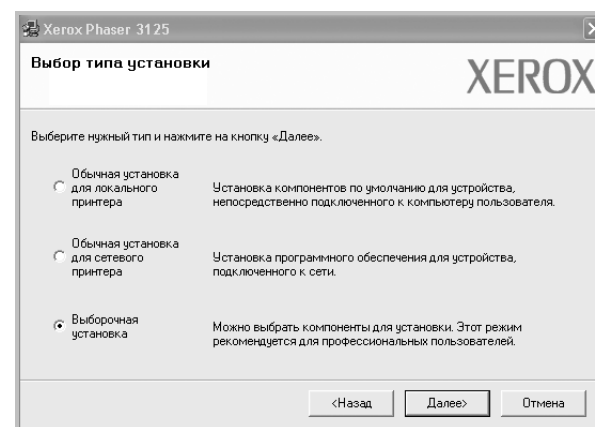 Xerox Phaser 3125
Выбор типа установки
XEROX
Выберите нужный тип и нажмите на кнопку «Далее».
Обычная установка
для локального
принтера
Установка компонентов по умолчанию для устройства,
непосредственно подключенного к компьютеру пользователя.
Обычная установка
для сетевого
принтера
Установка программного обеспечения для устройства,
подключенного к сети.
Выборочная
установка
Можно выбрать компоненты для установки. Этот режим
рекомендуется для профессиональных пользователей.
<Назад
Далее>
Отмена